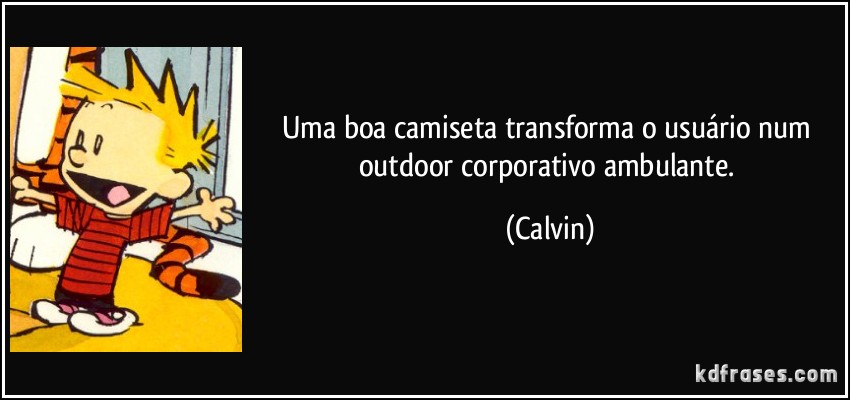 Uma boa camiseta transforma o usuário num
outdoor corporativo ambulante.
(Calvin)
kdfrases.com